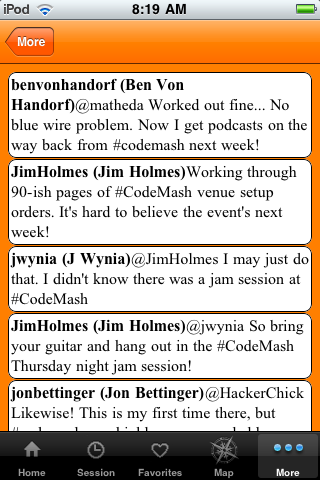 iPod 8:19 AM
More
benvonhandorf (Ben Von
Handorf)@matheda Worked out fine... No
blue wire problem. Now I get podcasts on the
way back from #codemash next week!
JimHolmes (Jim Holmes)Working through
90-ish pages of #CodeMash venue setup
orders. It's hard to believe the event's next
week!
jwynia (J Wynia)@JimHolmes I may just do
that. I didn't know there was a jam session at
#CodeMash
JimHolmes (Jim Holmes)@jwynia So bring
your guitar and hang out in the #CodeMash
Thursday night jam session!
jonbettinger (Jon Bettinger)@HackerChick
Likewise! This is my first time there, but
Home Session Favorites Map More